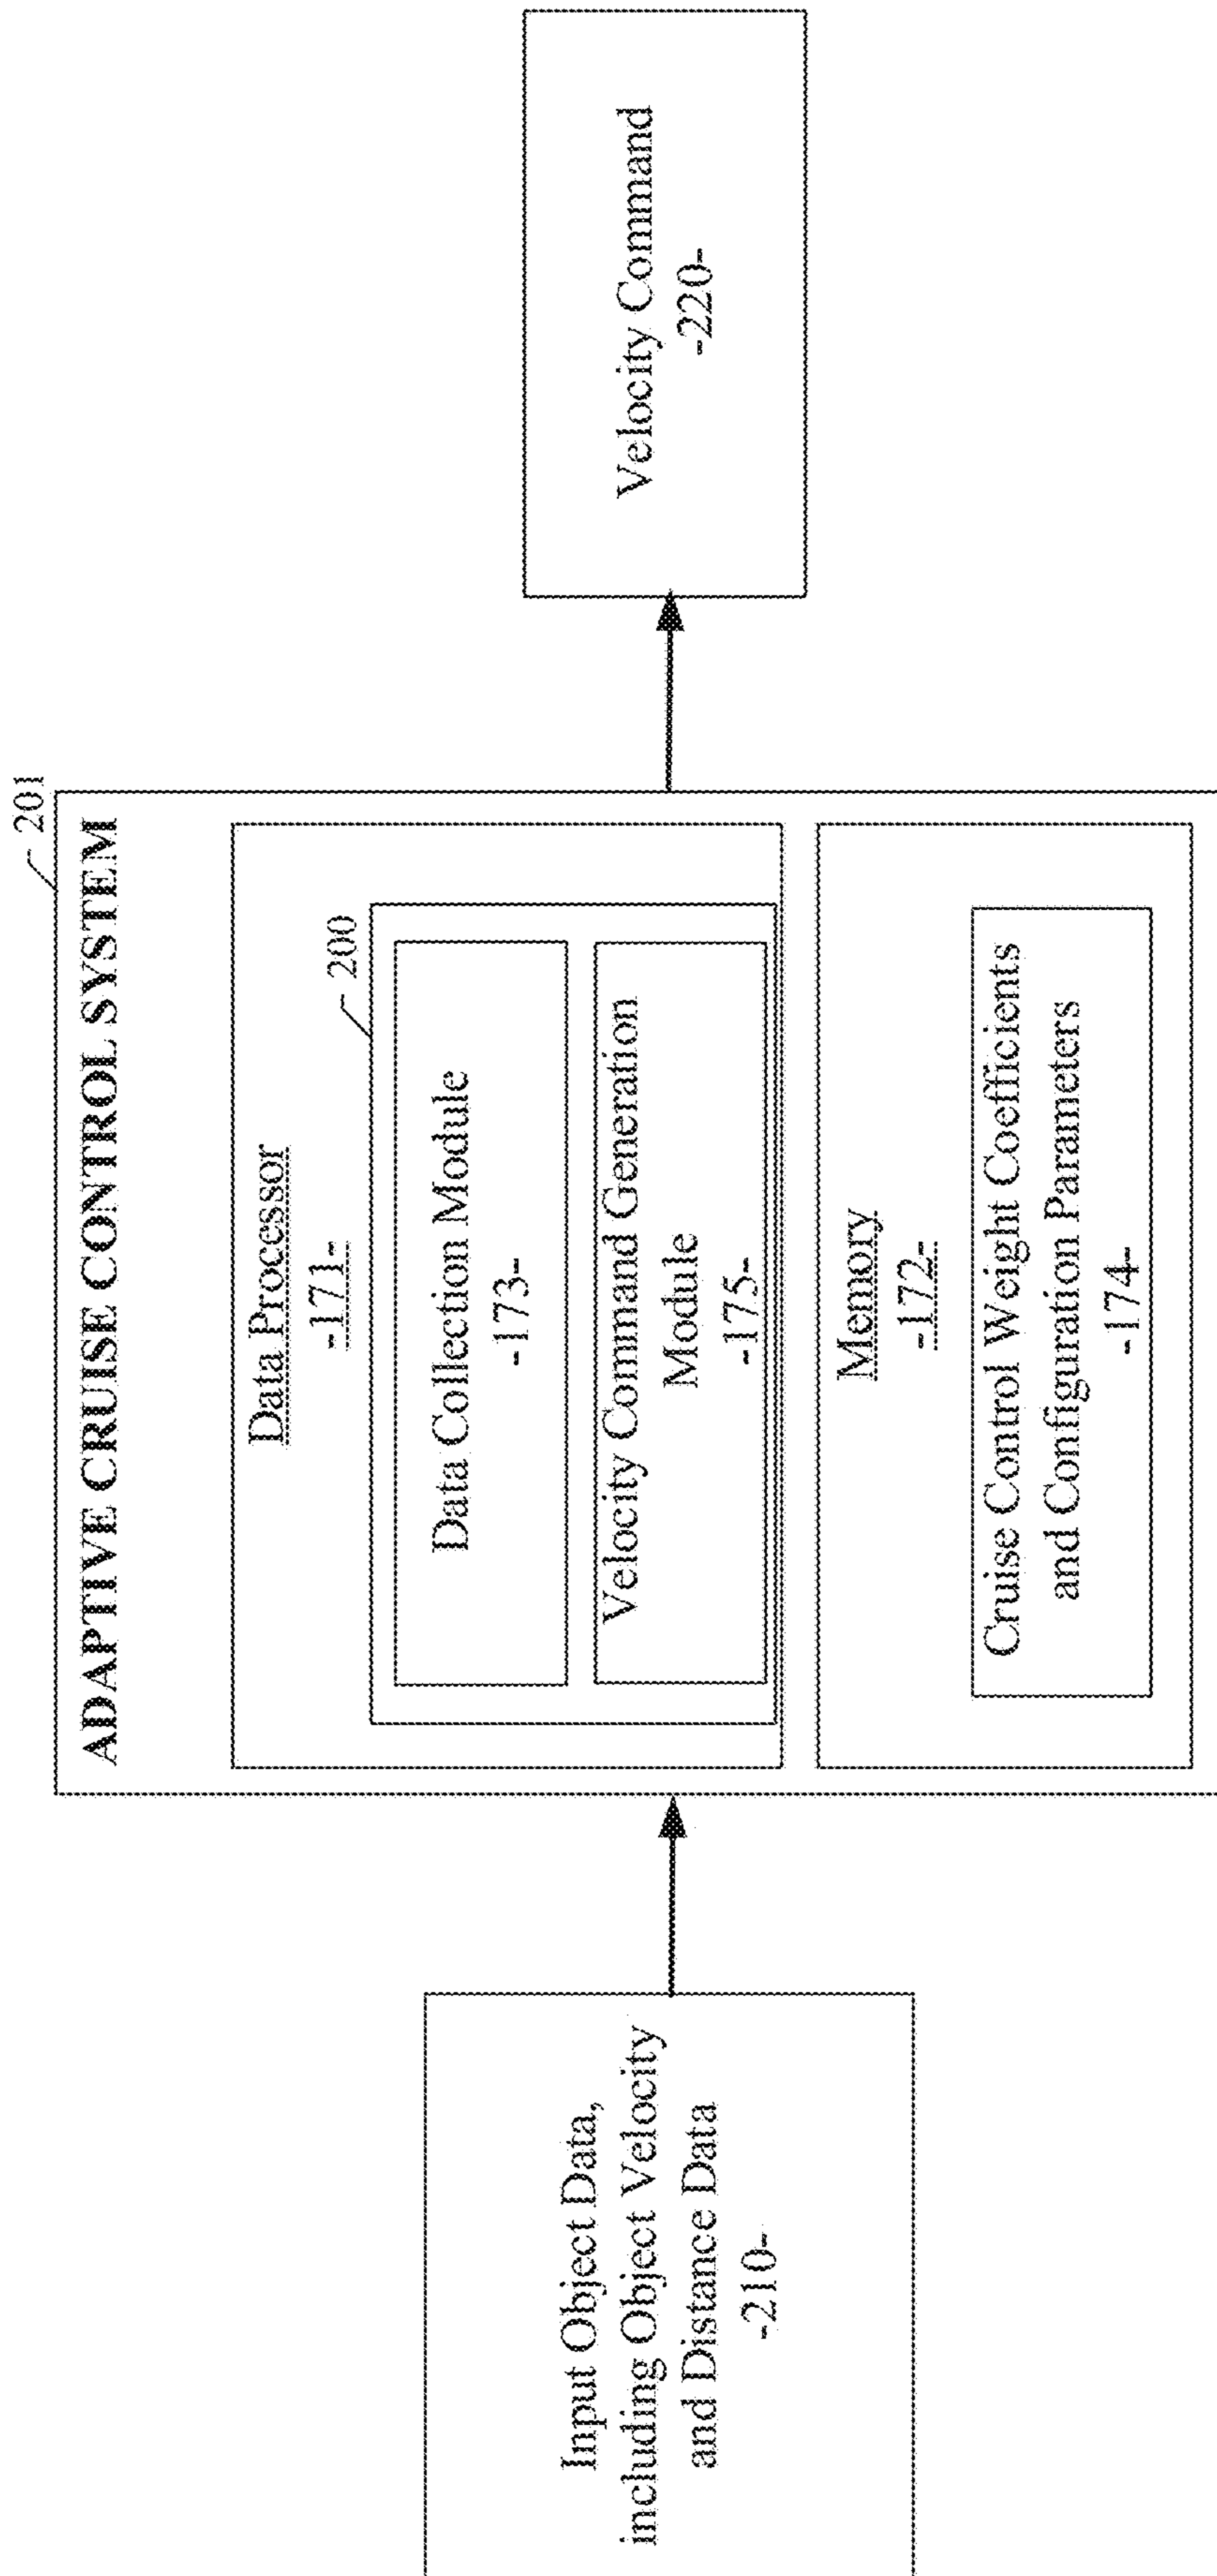 Input Object Data,
including Object Velocity
and Distance Data
-210-
201
ADAPTIVE CRUISE CONTROL SYSTEM
Data Processor
-171-
200
Data Collection Module
-173-
Velocity Command Generation
Module
-175-
Memory
-172-
Cruise Control Weight Coefficients
and Configuration Parameters
-174-
Velocity Command
-220-